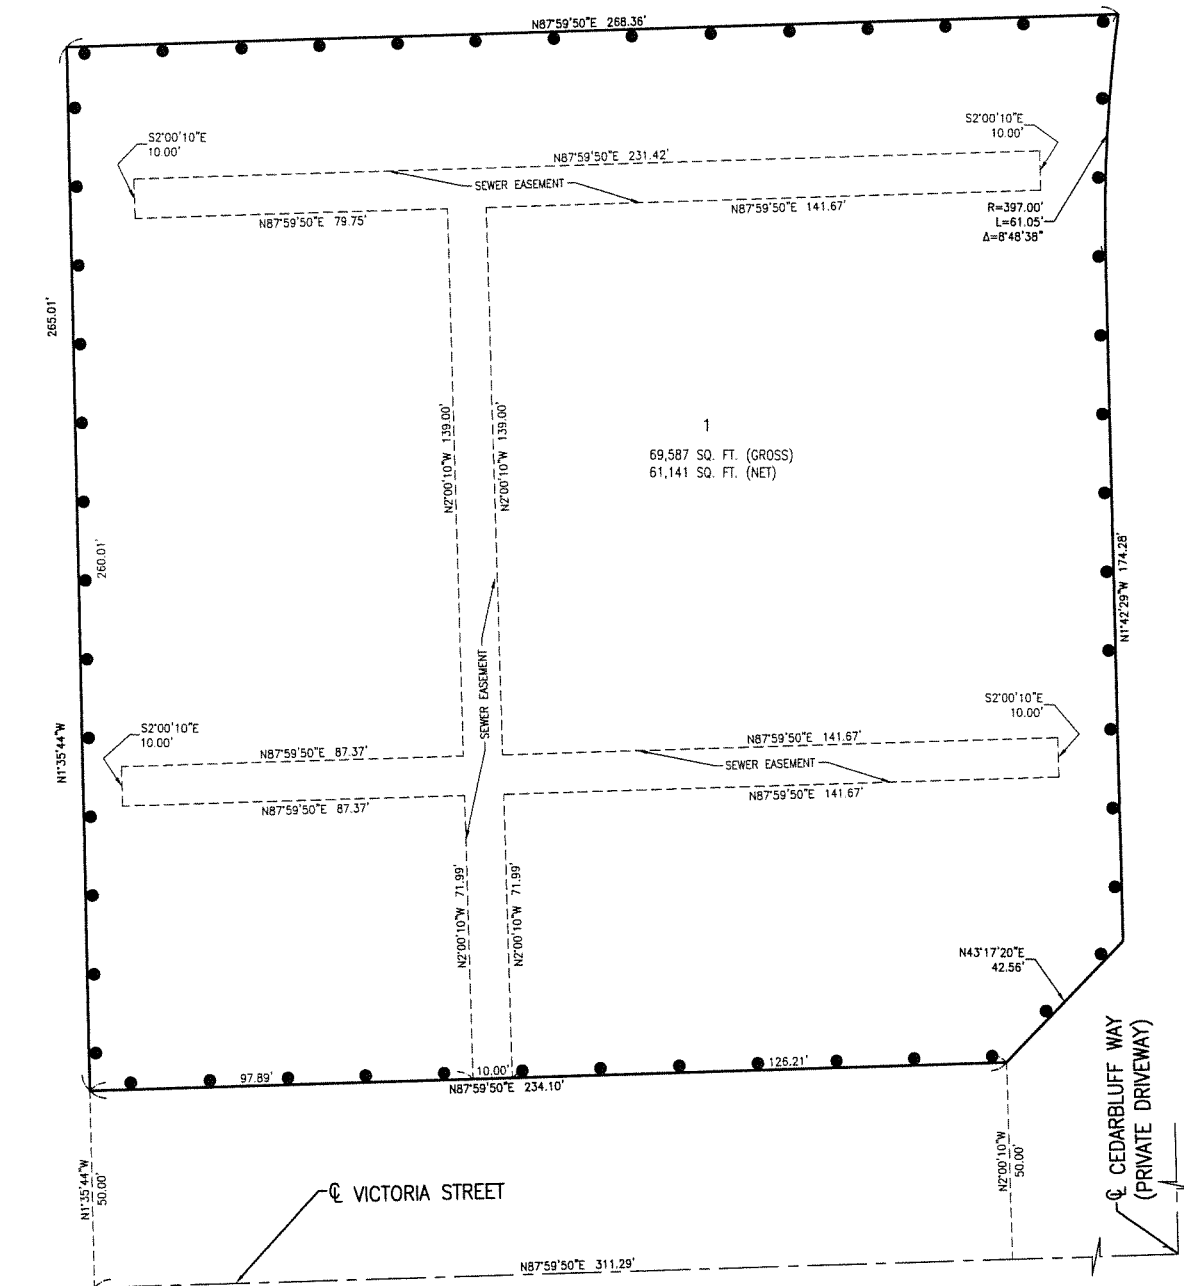 N87°59'50"E 268.36'
S2°00'10"E
10.00'
S2°00'10"E
10.00'
N87°59'50"E 231.42'
SEWER EASEMENT
N87°59'50"E 79.75'
N87°59'50"E 141.67'
R=397.00'
L=61.05'
Δ=8°48'38"
265.01'
N2°00'10"W 139.00'
N2°00'10"W 139.00'
1
69,587 SQ. FT. (GROSS)
61,141 SQ. FT. (NET)
260.01'
N1°42'29"W 174.28'
SEWER EASEMENT
N1°35'44"W
S2°00'10"E
10.00'
N87°59'50"E 87.37'
S2°00'10"E
10.00'
N87°59'50"E 141.67'
SEWER EASEMENT
N87°59'50"E 87.37'
N87°59'50"E 141.67'
N2°00'10"W 71.99'
N2°00'10"W 71.99'
N43°17'20"E
42.56'
97.89'
10.00'
126.21'
N87°59'50"E 234.10'
N1°35'44"W
50.00'
N2°00'10"W
50.00'
℄ CEDARBLUFF WAY
(PRIVATE DRIVEWAY)
℄ VICTORIA STREET
N87°59'50"E 311.29'